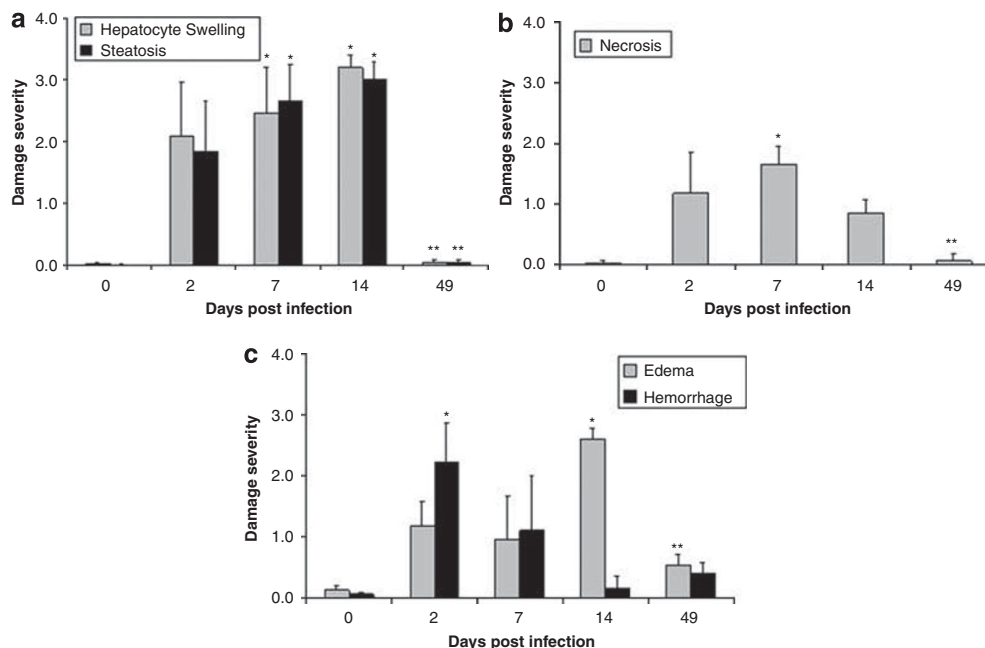 a
4.0
Hepatocyte Swelling
Steatosis
* *
* *
3.0
Damage severity
2.0
1.0
** **
0.0
0 2 7 14 49
Days post infection
b
4.0
Necrosis
3.0
Damage severity
2.0
*
1.0
**
0.0
0 2 7 14 49
Days post infection
c
4.0
Edema
Hemorrhage
3.0
* *
Damage severity
2.0
1.0
**
0.0
0 2 7 14 49
Days post infection